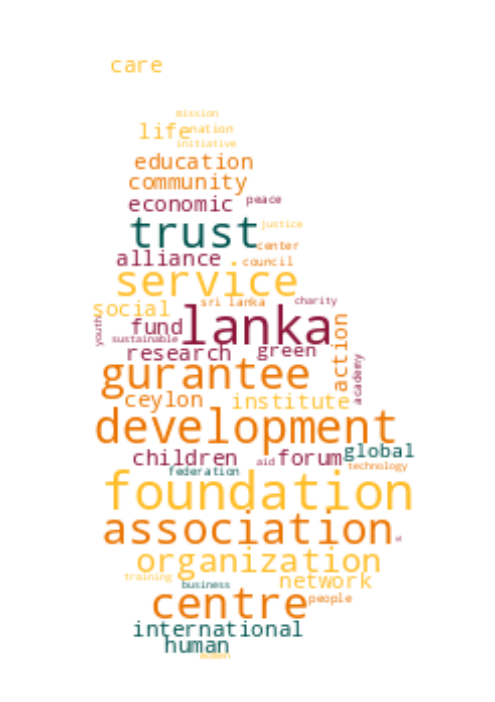 care
mission
life nation
initiative
education
community
economic peace
trust justice
center
alliance . council
service
sri lanka charity
social
fund lanka
youth
sustainable
action
research green
academy
gurantee
ceylon institute
development
children aid forum global
federation technology
foundation
association
organization
training business network
centre people
international
human